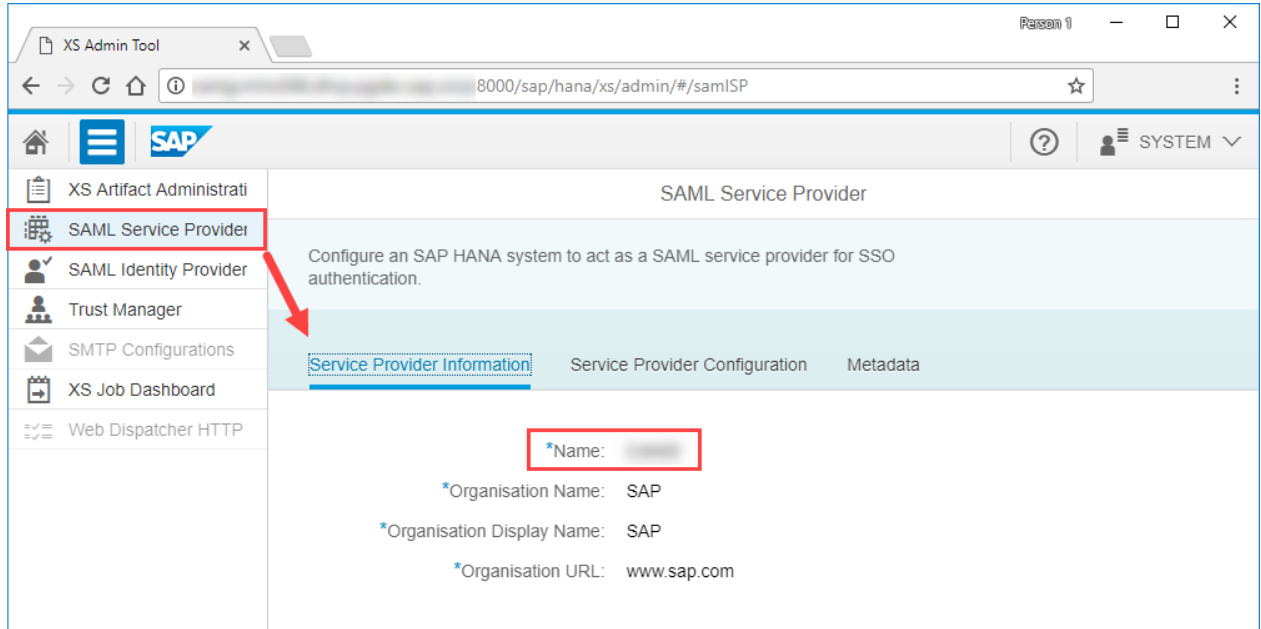 Person 1
XS Admin Tool
8000/sap/hana/xs/admin/#/samlSP
SAP
SYSTEM
XS Artifact Administrati
SAML Service Provider
SAML Service Provider
Configure an SAP HANA system to act as a SAML service provider for SSO
authentication.
SAML Identity Provider
Trust Manager
SMTP Configurations
Service Provider Information Service Provider Configuration Metadata
XS Job Dashboard
Web Dispatcher HTTP
*Name:
*Organisation Name: SAP
*Organisation Display Name: SAP
*Organisation URL: www.sap.com